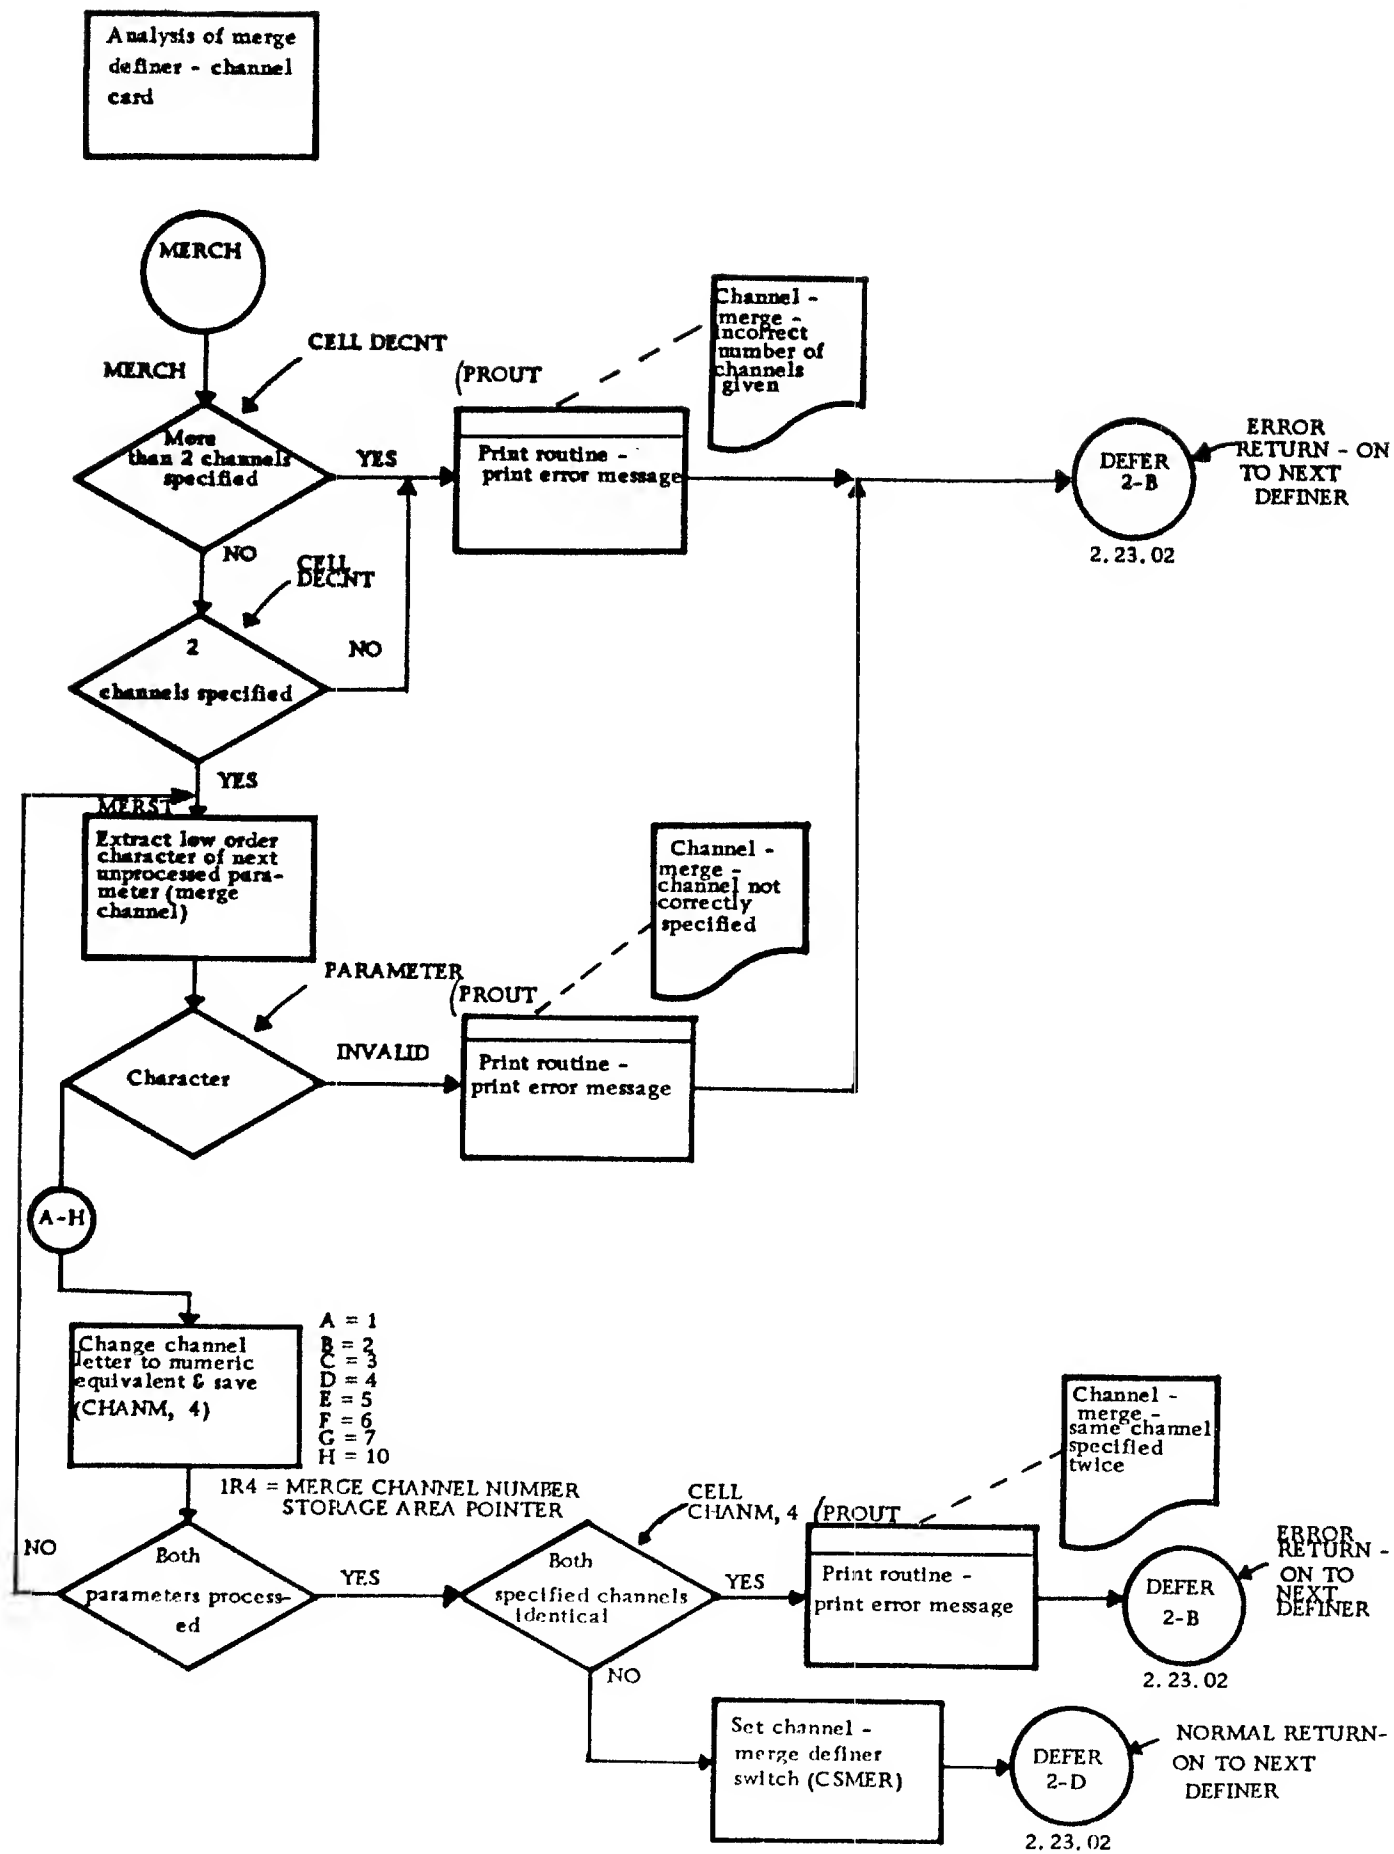 Analysis of merge
definer - channel
card
MERCH
MERCH
CELL DECNT
(PROUT
Channel -
merge -
incorrect
number of
channels
given
More
than 2 channels
specified
YES
Print routine -
print error message
DEFER
2-B
2.23.02
ERROR
RETURN - ON
TO NEXT
DEFINER
NO
CELL
DECNT
2
channels specified
NO
YES
MERST
Extract low order
character of next
unprocessed para-
meter (merge
channel)
Channel -
merge -
channel not
correctly
specified
PARAMETER
(PROUT
Character
INVALID
Print routine -
print error message
A-H
Change channel
letter to numeric
equivalent & save
(CHANM, 4)
A = 1
B = 2
C = 3
D = 4
E = 5
F = 6
G = 7
H = 10
IR4 = MERGE CHANNEL NUMBER
STORAGE AREA POINTER
NO
Both
parameters process-
ed
YES
CELL
CHANM, 4
Both
specified channels
identical
YES
(PROUT
Print routine -
print error message
Channel -
merge -
same channel
specified
twice
DEFER
2-B
2.23.02
ERROR
RETURN -
ON TO
NEXT
DEFINER
NO
Set channel -
merge definer
switch (CSMER)
DEFER
2-D
2.23.02
NORMAL RETURN-
ON TO NEXT
DEFINER